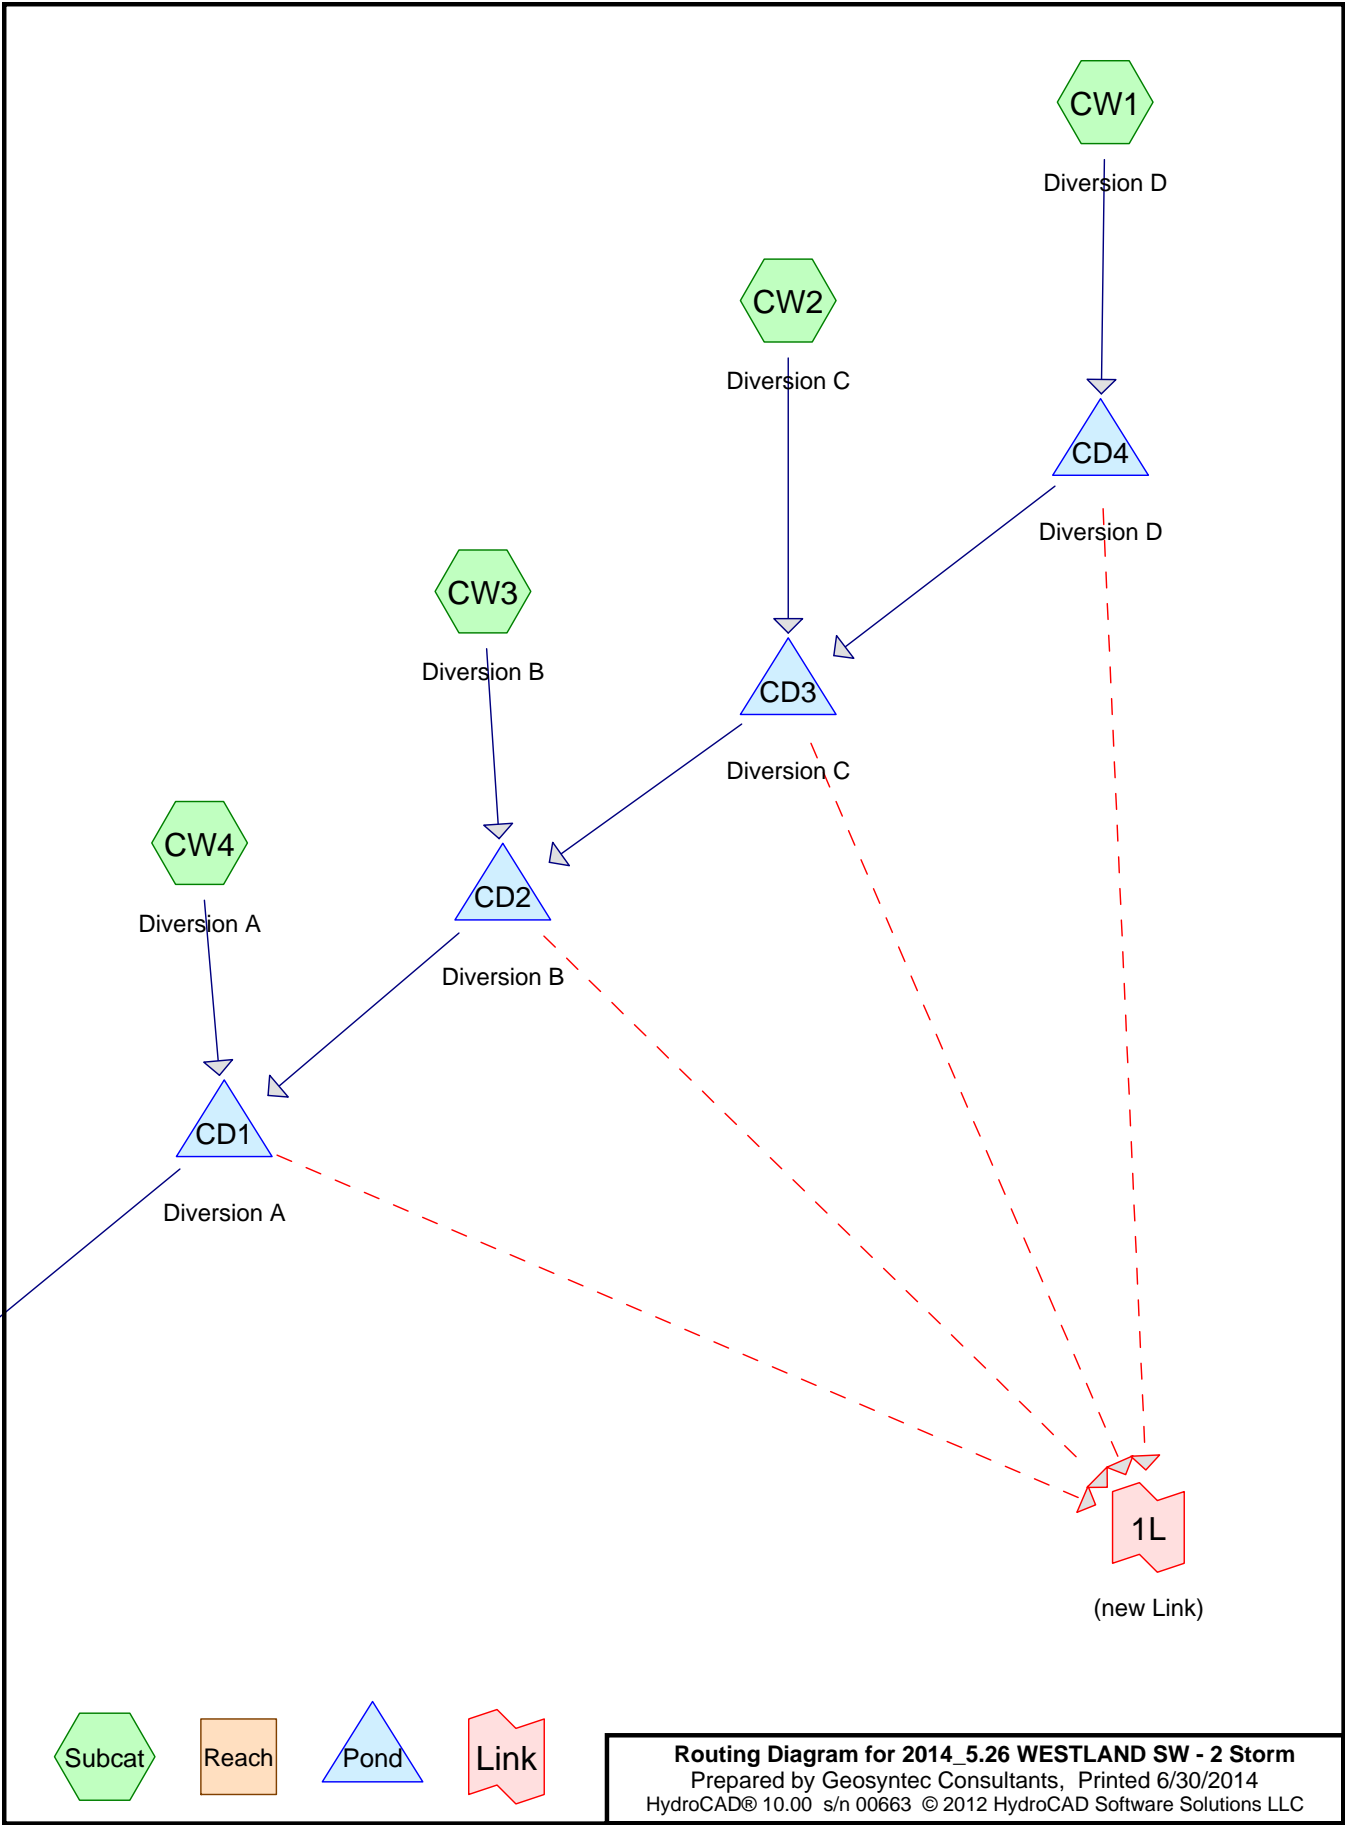 CW1
Diversion D
CW2
Diversion C
CD4
Diversion D
CW3
Diversion B
CD3
Diversion C
CW4
Diversion A
CD2
Diversion B
CD1
Diversion A
1L
(new Link)
Subcat
Reach
Pond
Link
Routing Diagram for 2014_5.26 WESTLAND SW - 2 Storm
Prepared by Geosyntec Consultants, Printed 6/30/2014
HydroCAD® 10.00 s/n 00663 © 2012 HydroCAD Software Solutions LLC